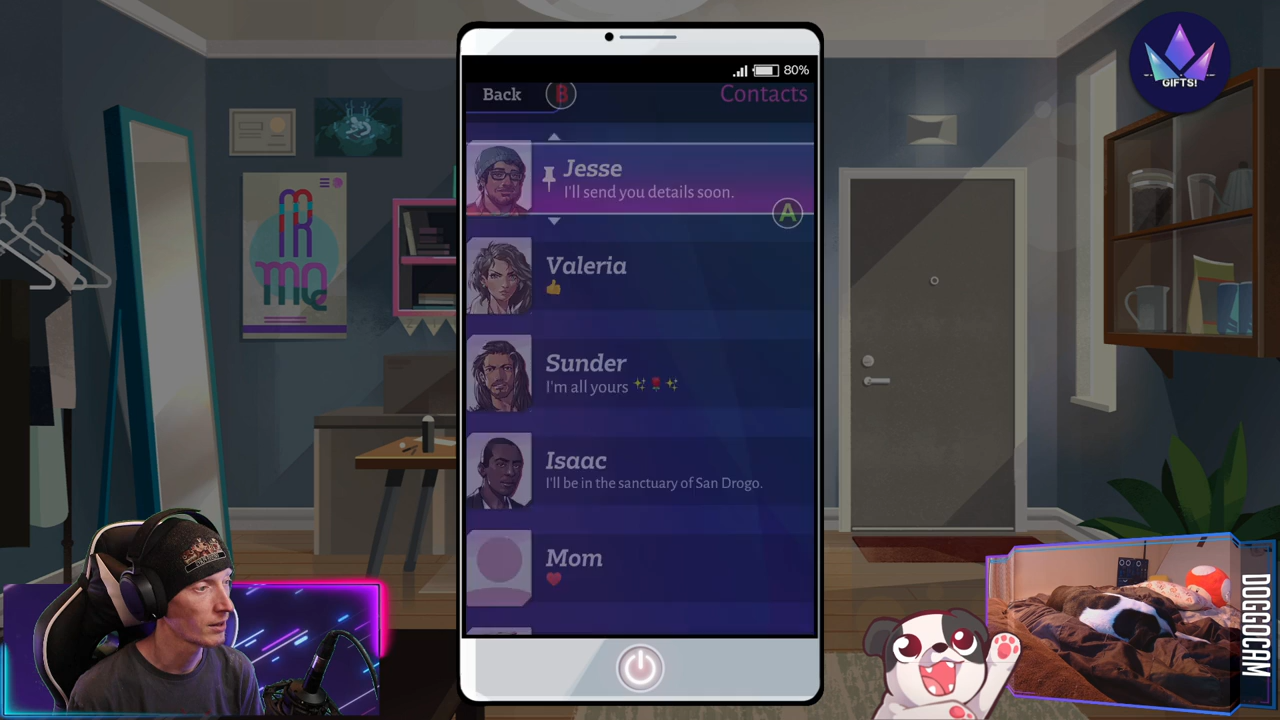 GIFTS!
80%
Back B Contacts
Jesse
I'll send you details soon.
A
Valeria
Sunder
I'm all yours
Isaac
I'll be in the sanctuary of San Drogo.
Mom
DOGGOCAM